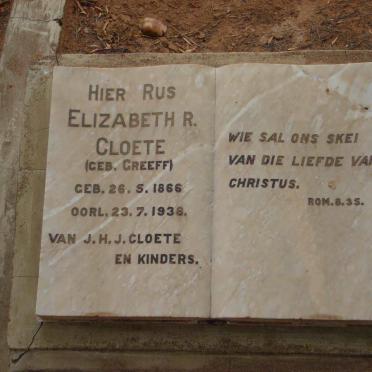 HIER RUS
ELIZABETH R.
CLOETE
(GEB. GREEFF)
GEB. 26. 5. 1866
OORL. 23. 7. 1938.
VAN J. H. J. CLOETE
EN KINDERS.
WIE SAL ONS SKEI
VAN DIE LIEFDE VAN
CHRISTUS.
ROM. 8. 35.